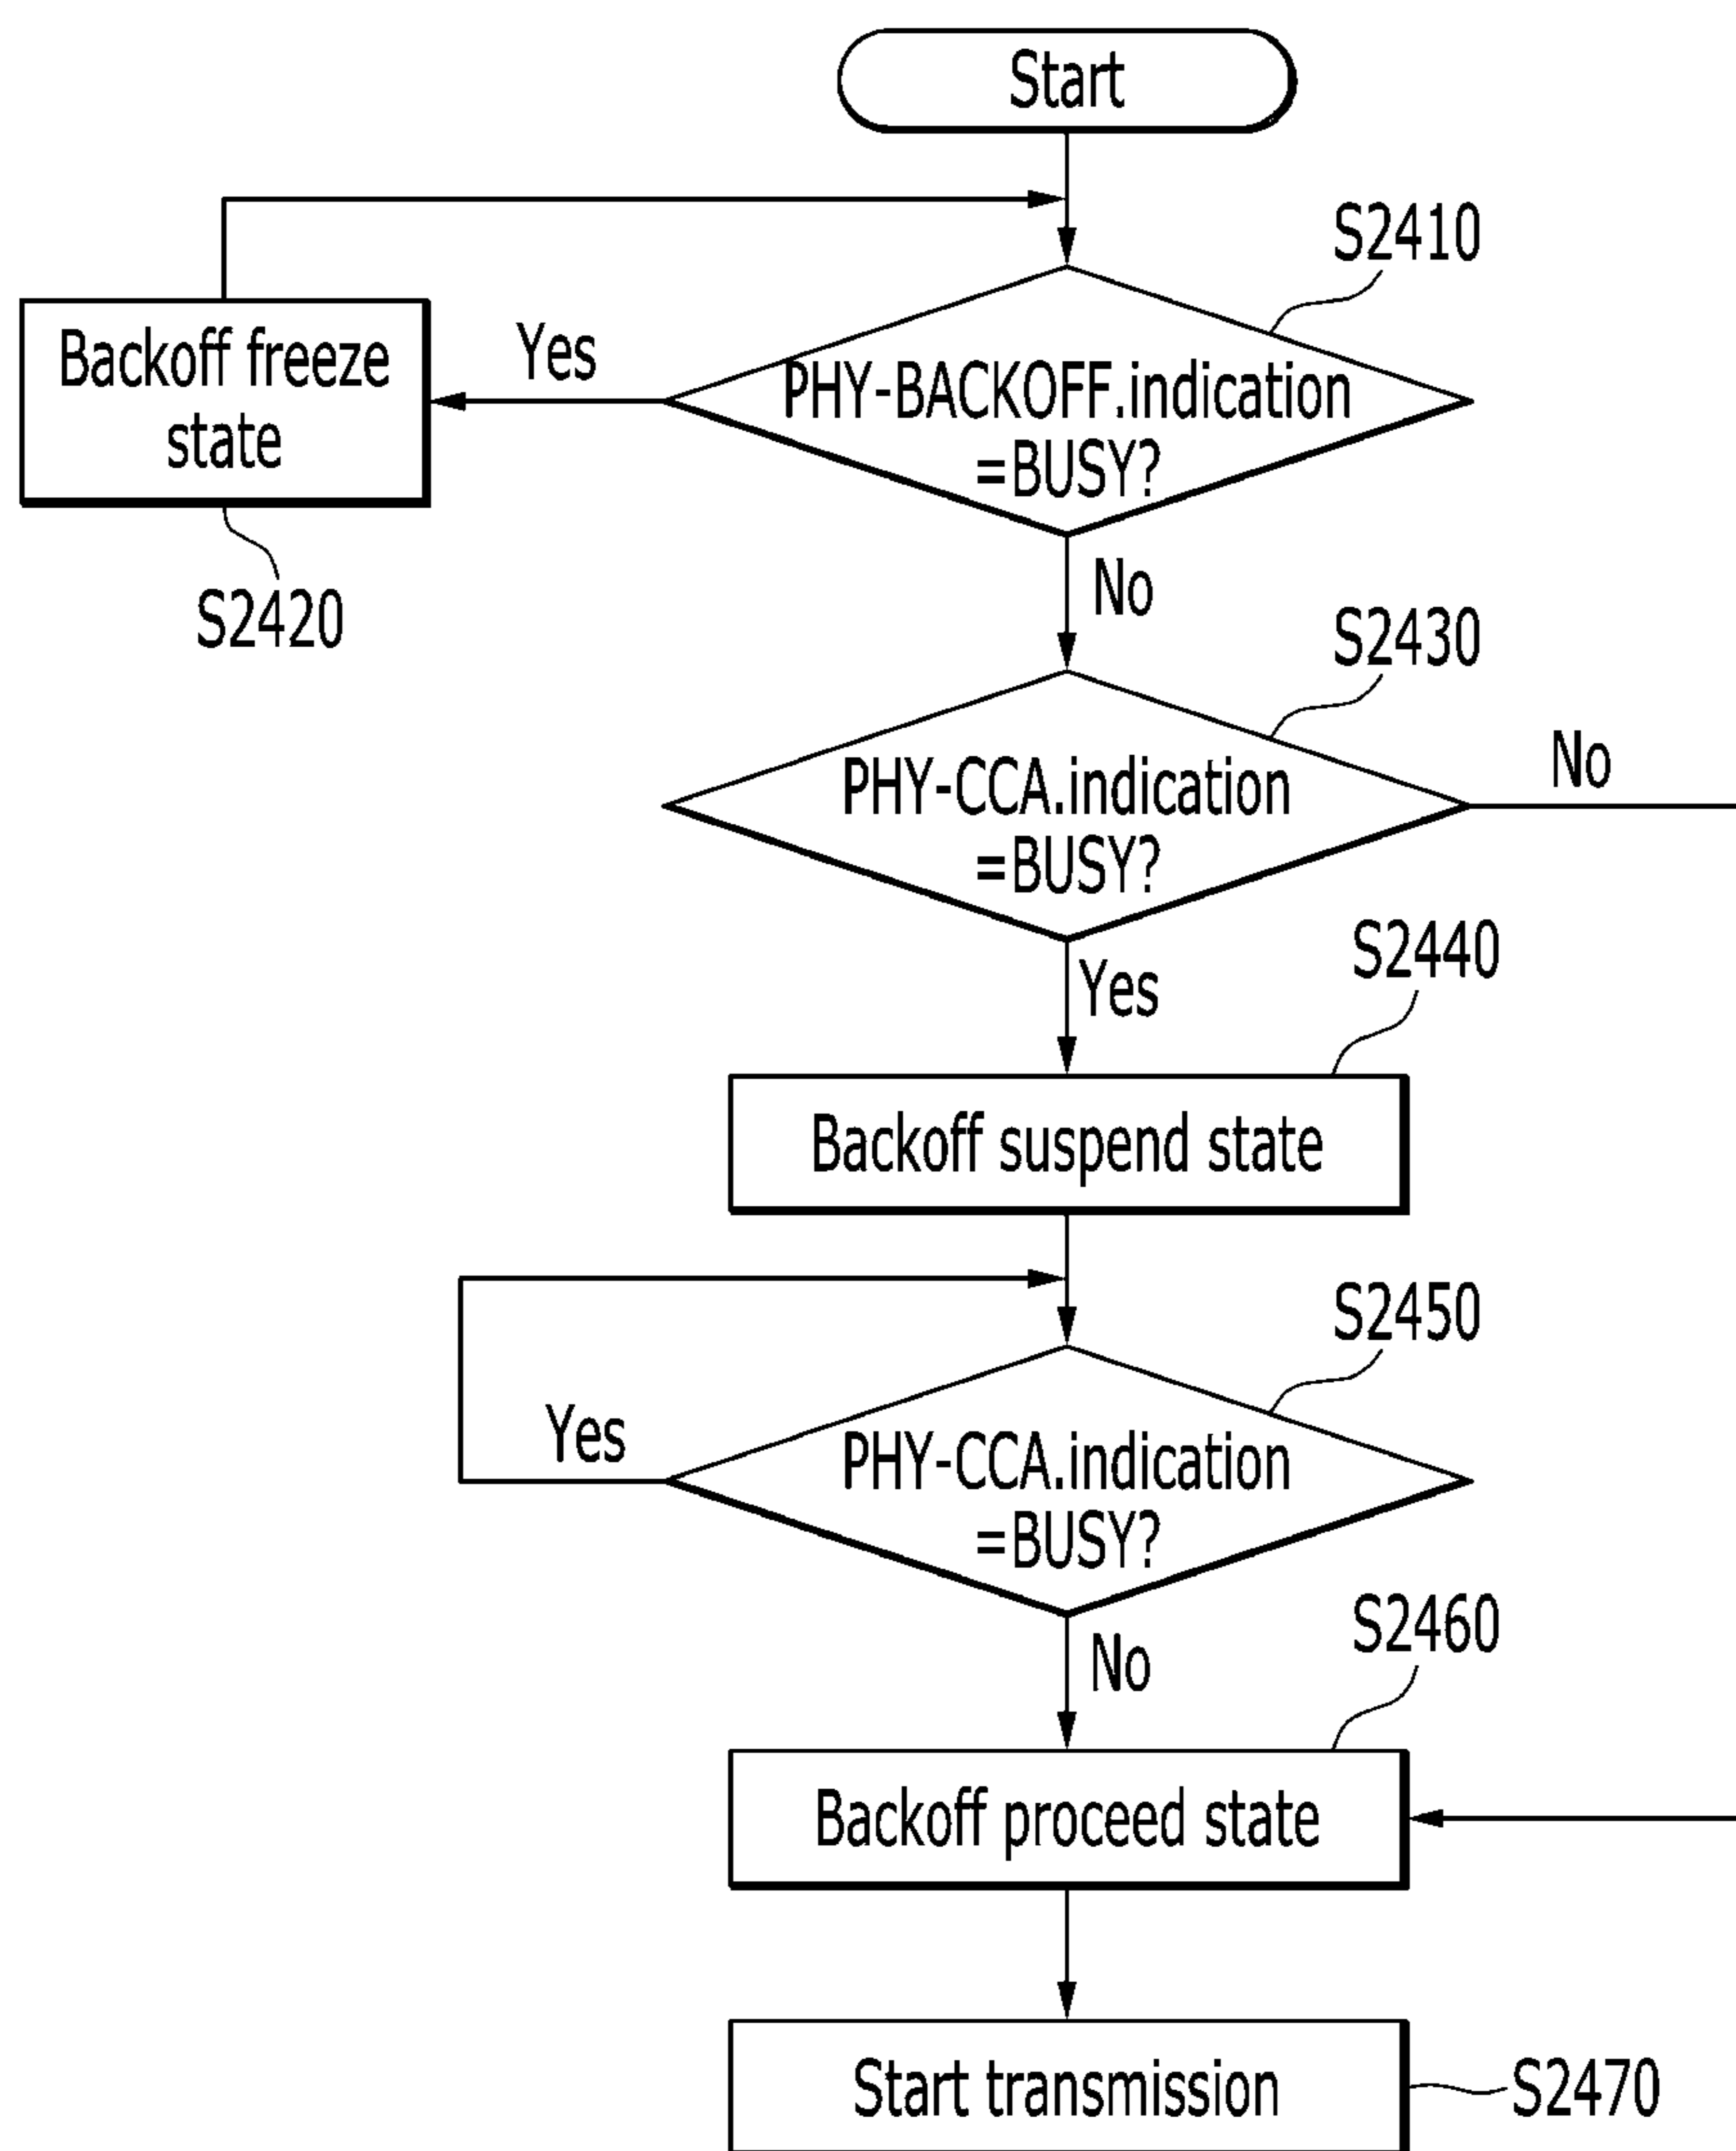 Start
S2410
PHY-BACKOFF.indication
=BUSY?
Yes
Backoff freeze
state
S2420
No
S2430
PHY-CCA.indication
=BUSY?
No
Yes
S2440
Backoff suspend state
S2450
PHY-CCA.indication
=BUSY?
Yes
No
S2460
Backoff proceed state
Start transmission
S2470